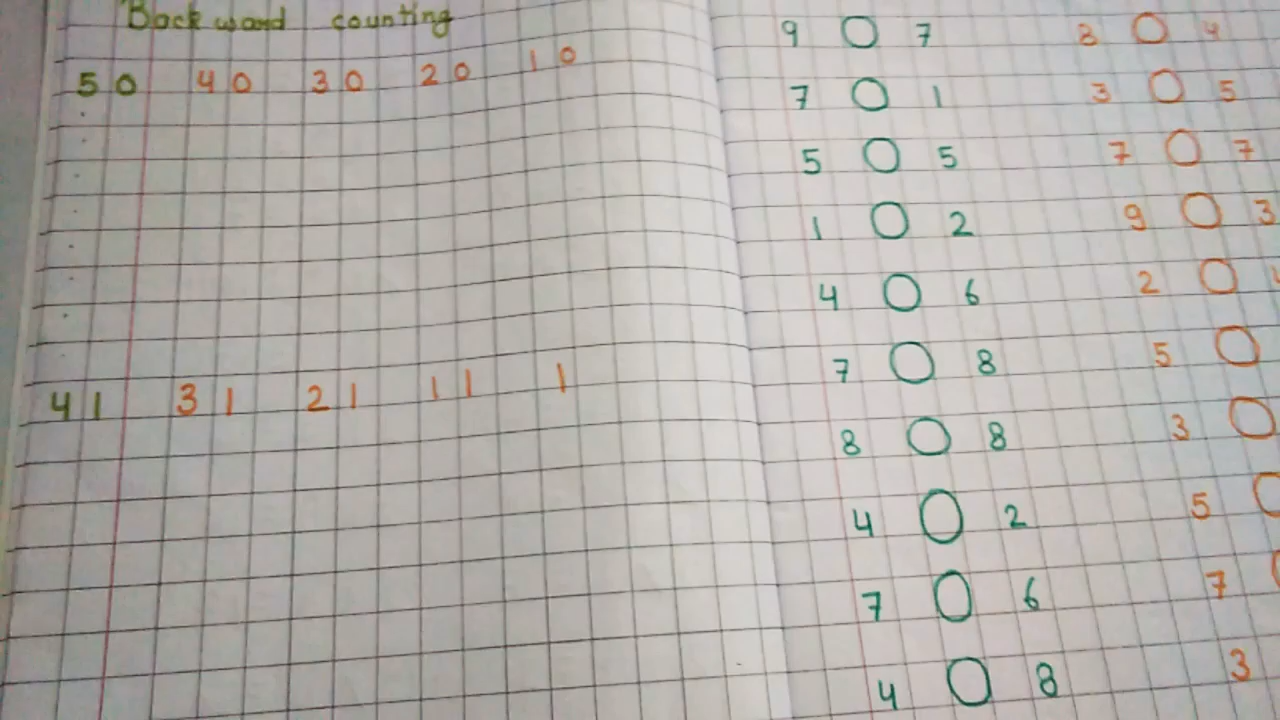 Backward counting
50 40 30 20 10
41 31 21 11 1
9 ○ 7 8 ○ 4
7 ○ 1 3 ○ 5
5 ○ 5 7 ○ 7
1 ○ 2 9 ○ 3
4 ○ 6 2 ○
7 ○ 8 5 ○
8 ○ 8 3 ○
4 ○ 2 5 ○
7 ○ 6 7
4 ○ 8 3